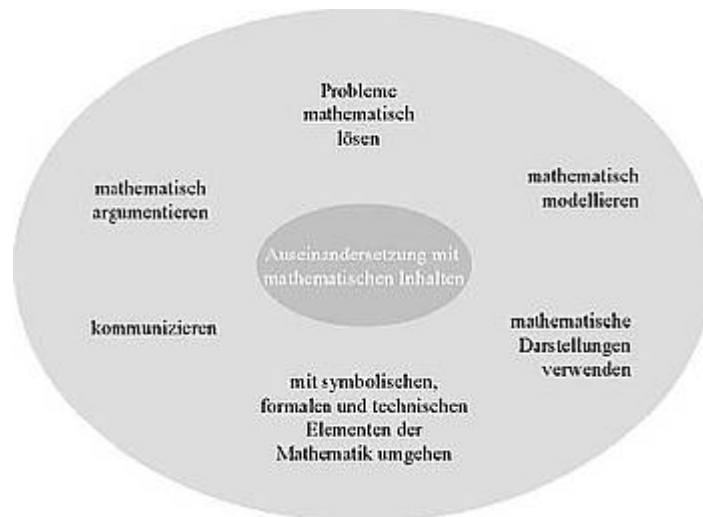 Probleme
mathematisch
lösen
mathematisch
argumentieren
mathematisch
modellieren
Auseinandersetzung mit
mathematischen Inhalten
kommunizieren
mathematische
Darstellungen
verwenden
mit symbolischen,
formalen und technischen
Elementen der
Mathematik umgehen